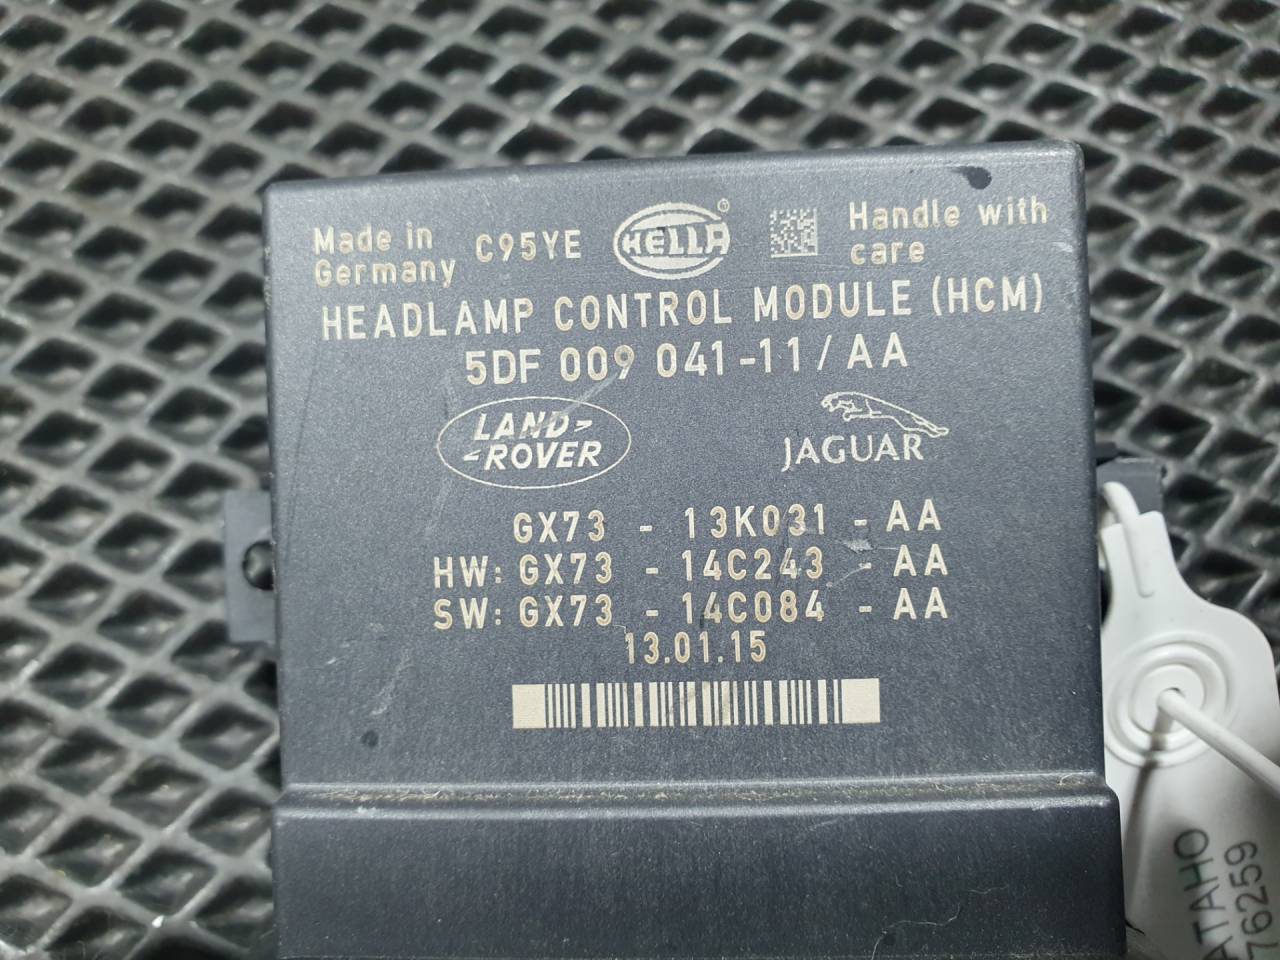 Made in Germany
C95YE
HELLA®
Handle with care
HEADLAMP CONTROL MODULE (HCM)
5DF 009 041-11/AA
LAND-
-ROVER
JAGUAR
GX73 - 13K031 - AA
HW: GX73 - 14C243 - AA
SW: GX73 - 14C084 - AA
13.01.15
76259